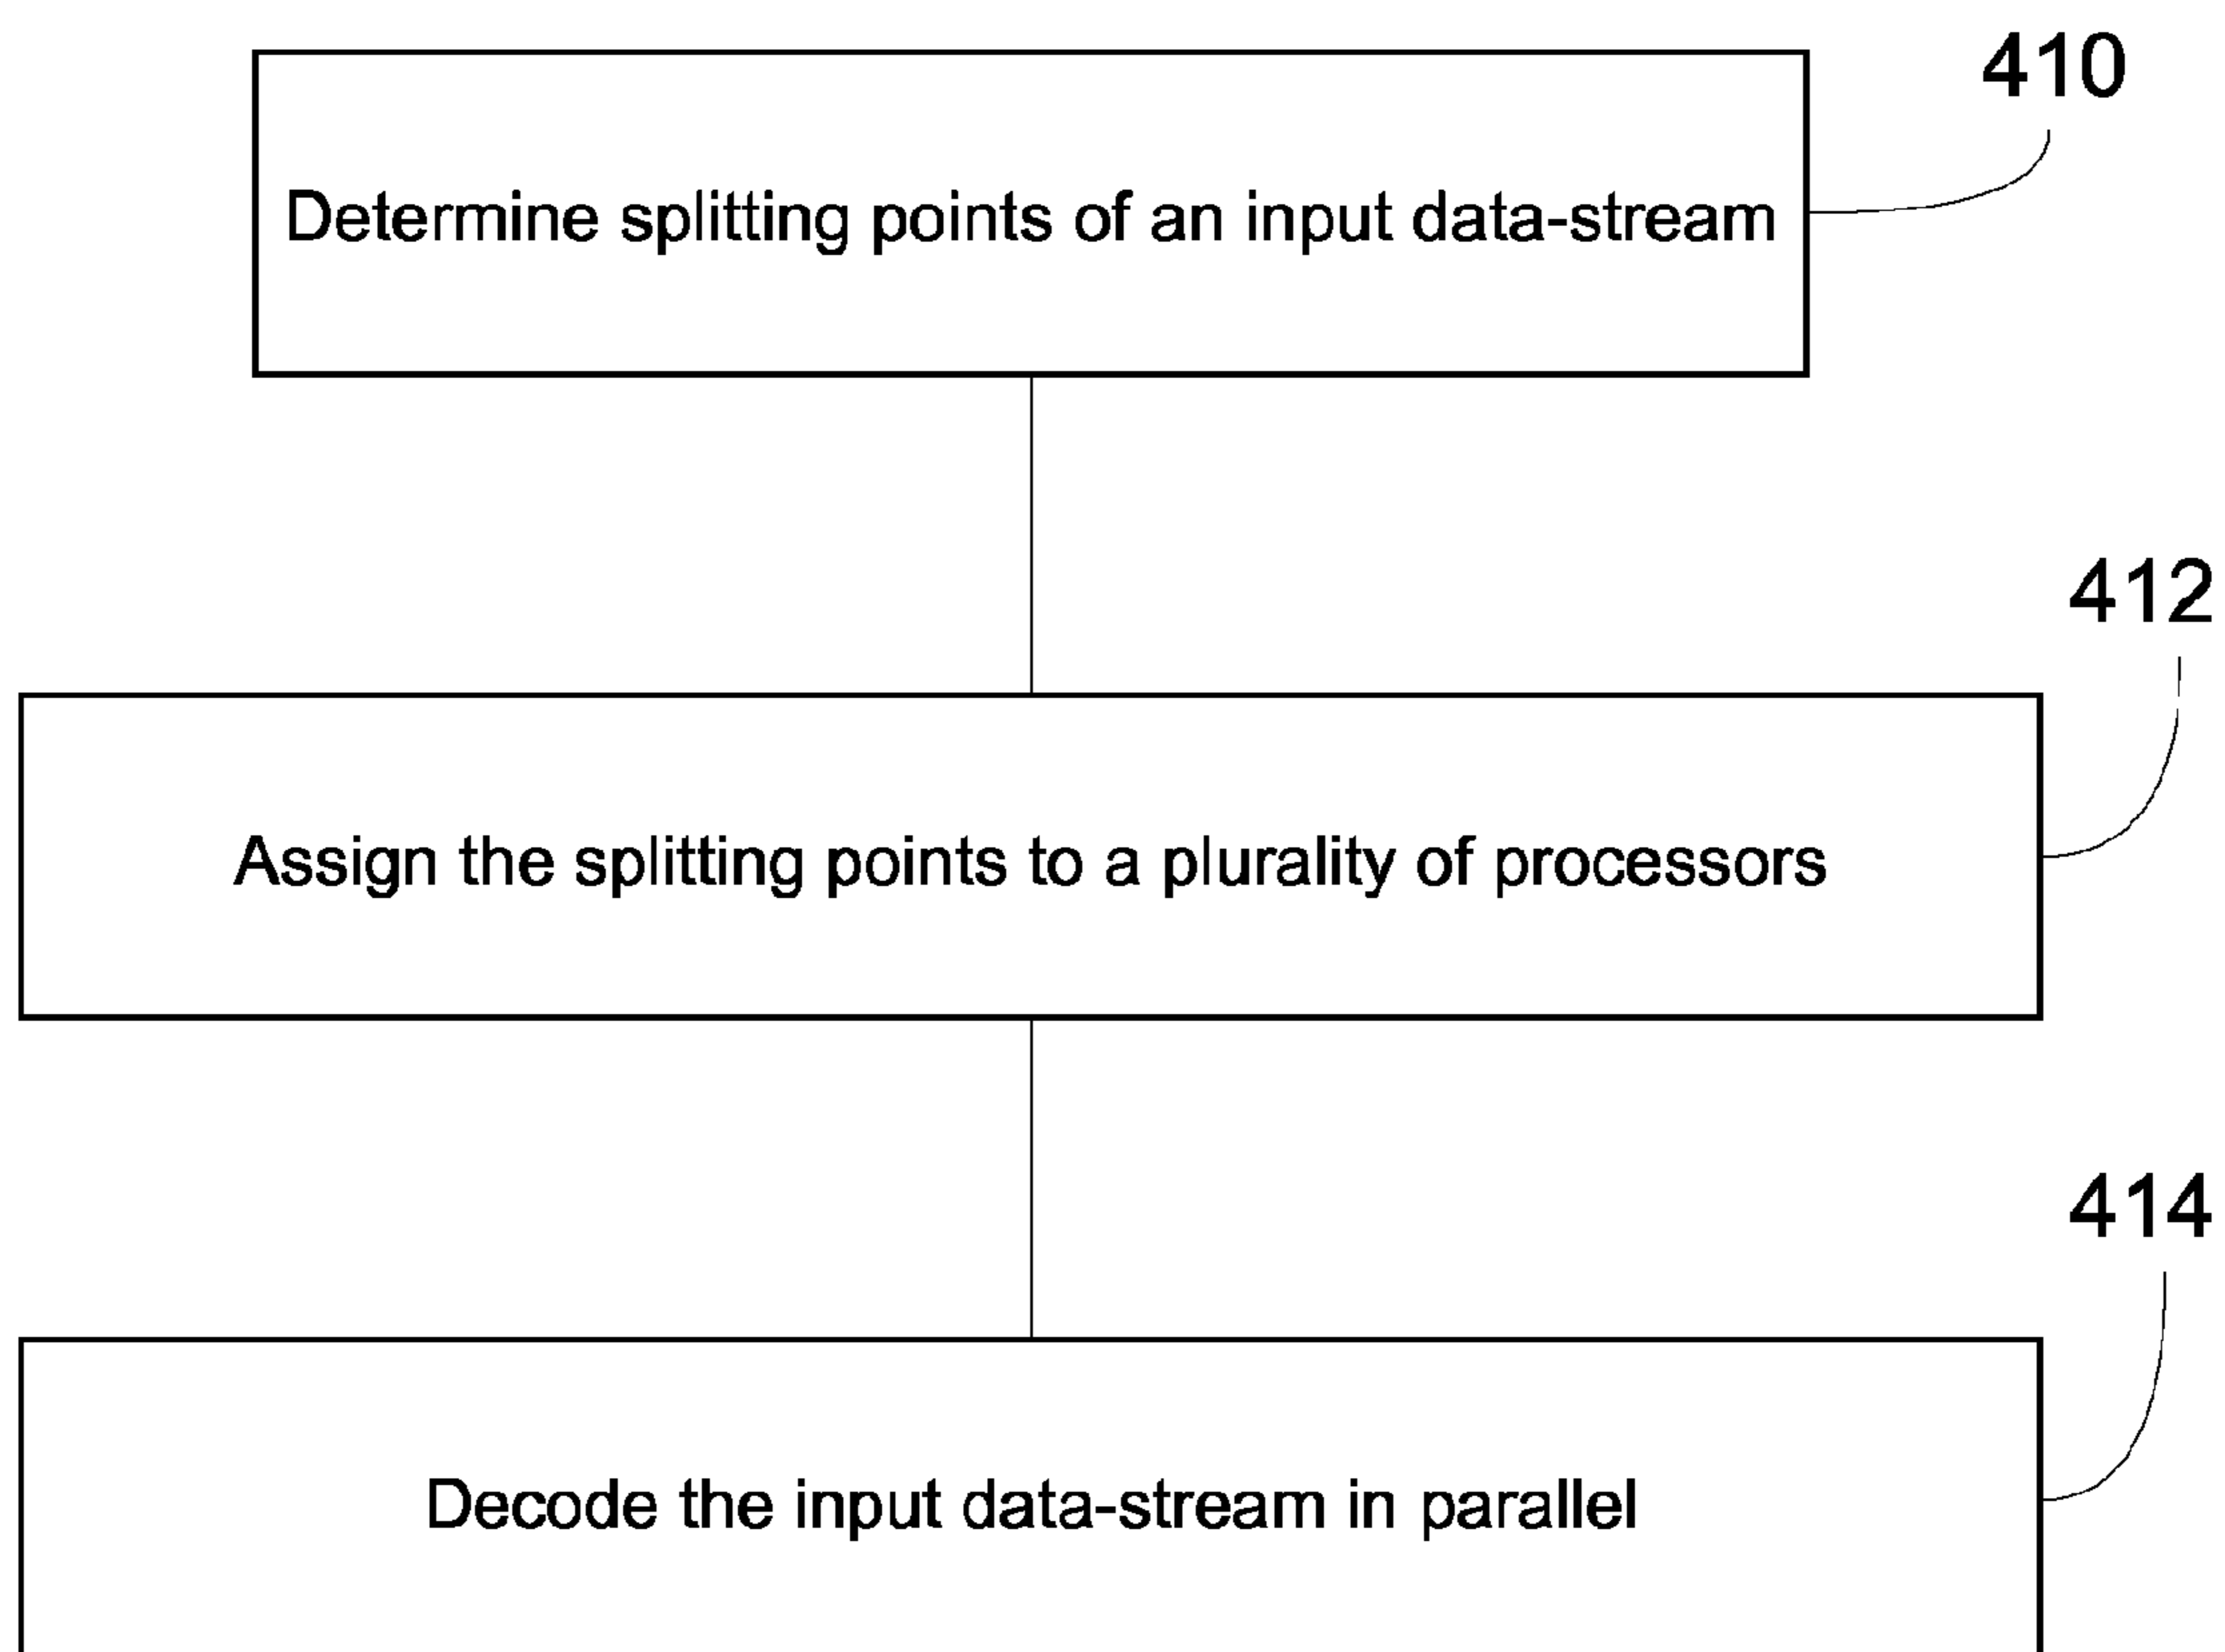 410
Determine splitting points of an input data-stream
412
Assign the splitting points to a plurality of processors
414
Decode the input data-stream in parallel